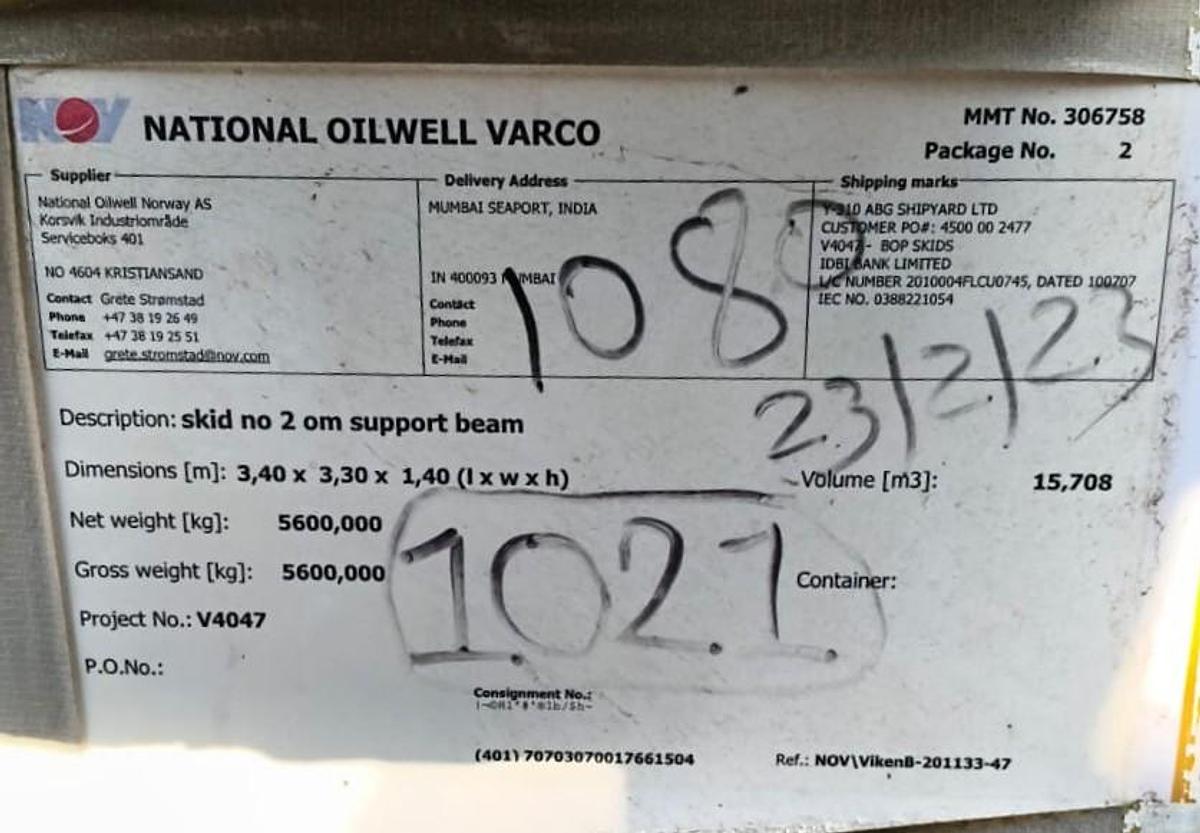 NOV NATIONAL OILWELL VARCO
MMT No. 306758
Package No. 2
Supplier
National Oilwell Norway AS
Korsvik Industriområde
Serviceboks 401
NO 4604 KRISTIANSAND
Contact Grete Strømstad
Phone +47 38 19 26 49
Telefax +47 38 19 25 51
E-Mail grete.stromstad@nov.com
Delivery Address
MUMBAI SEAPORT, INDIA
IN 400093 MUMBAI
Contact
Phone
Telefax
E-Mail
Shipping marks
Y-310 ABG SHIPYARD LTD
CUSTOMER PO#: 4500 00 2477
V4047 - BOP SKIDS
IDBI BANK LIMITED
L/C NUMBER 2010004FLCU0745, DATED 100707
IEC NO. 0388221054
1080
23/2/23
Description: skid no 2 om support beam
Dimensions [m]: 3,40 x 3,30 x 1,40 (l x w x h)
Volume [m3]: 15,708
Net weight [kg]: 5600,000
Gross weight [kg]: 5600,000
1021
Container:
Project No.: V4047
P.O.No.:
Consignment No.:
(401) 70703070017661504
Ref.: NOV\VikenB-201133-47